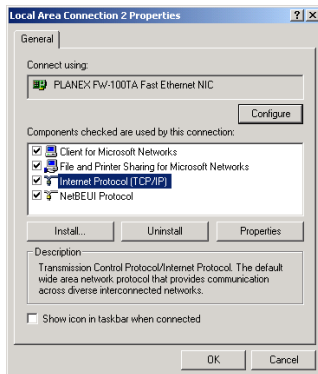 Local Area Connection 2 Properties
General
Connect using:
PLANEX FW-100TA Fast Ethernet NIC
Configure
Components checked are used by this connection:
Client for Microsoft Networks
File and Printer Sharing for Microsoft Networks
Internet Protocol (TCP/IP)
NetBEUI Protocol
Install... Uninstall Properties
Description
Transmission Control Protocol/Internet Protocol. The default
wide area network protocol that provides communication
across diverse interconnected networks.
Show icon in taskbar when connected
OK Cancel